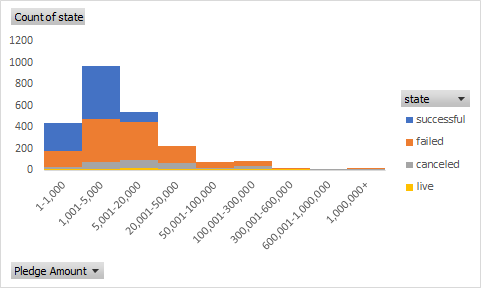 Count of state
1200
1000
800
600
400
200
0
1-1,000
1,001-5,000
5,001-20,000
20,001-50,000
50,001-100,000
100,001-300,000
300,001-600,000
600,001-1,000,000
1,000,000+
state
successful
failed
canceled
live
Pledge Amount